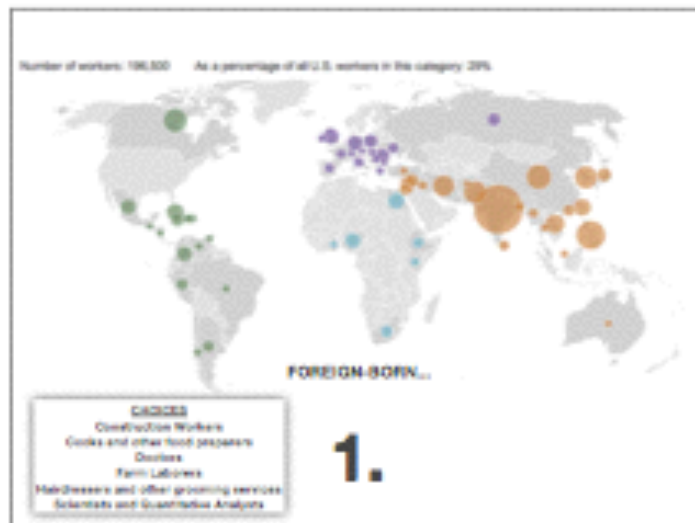 Number of workers: 196,500 As a percentage of all U.S. workers in this category: 29%
FOREIGN-BORN...
CHOICES
Construction Workers
Cooks and other food preparers
Doctors
Farm Laborers
Hairdressers and other grooming services
Scientists and Quantitative Analysts
1.